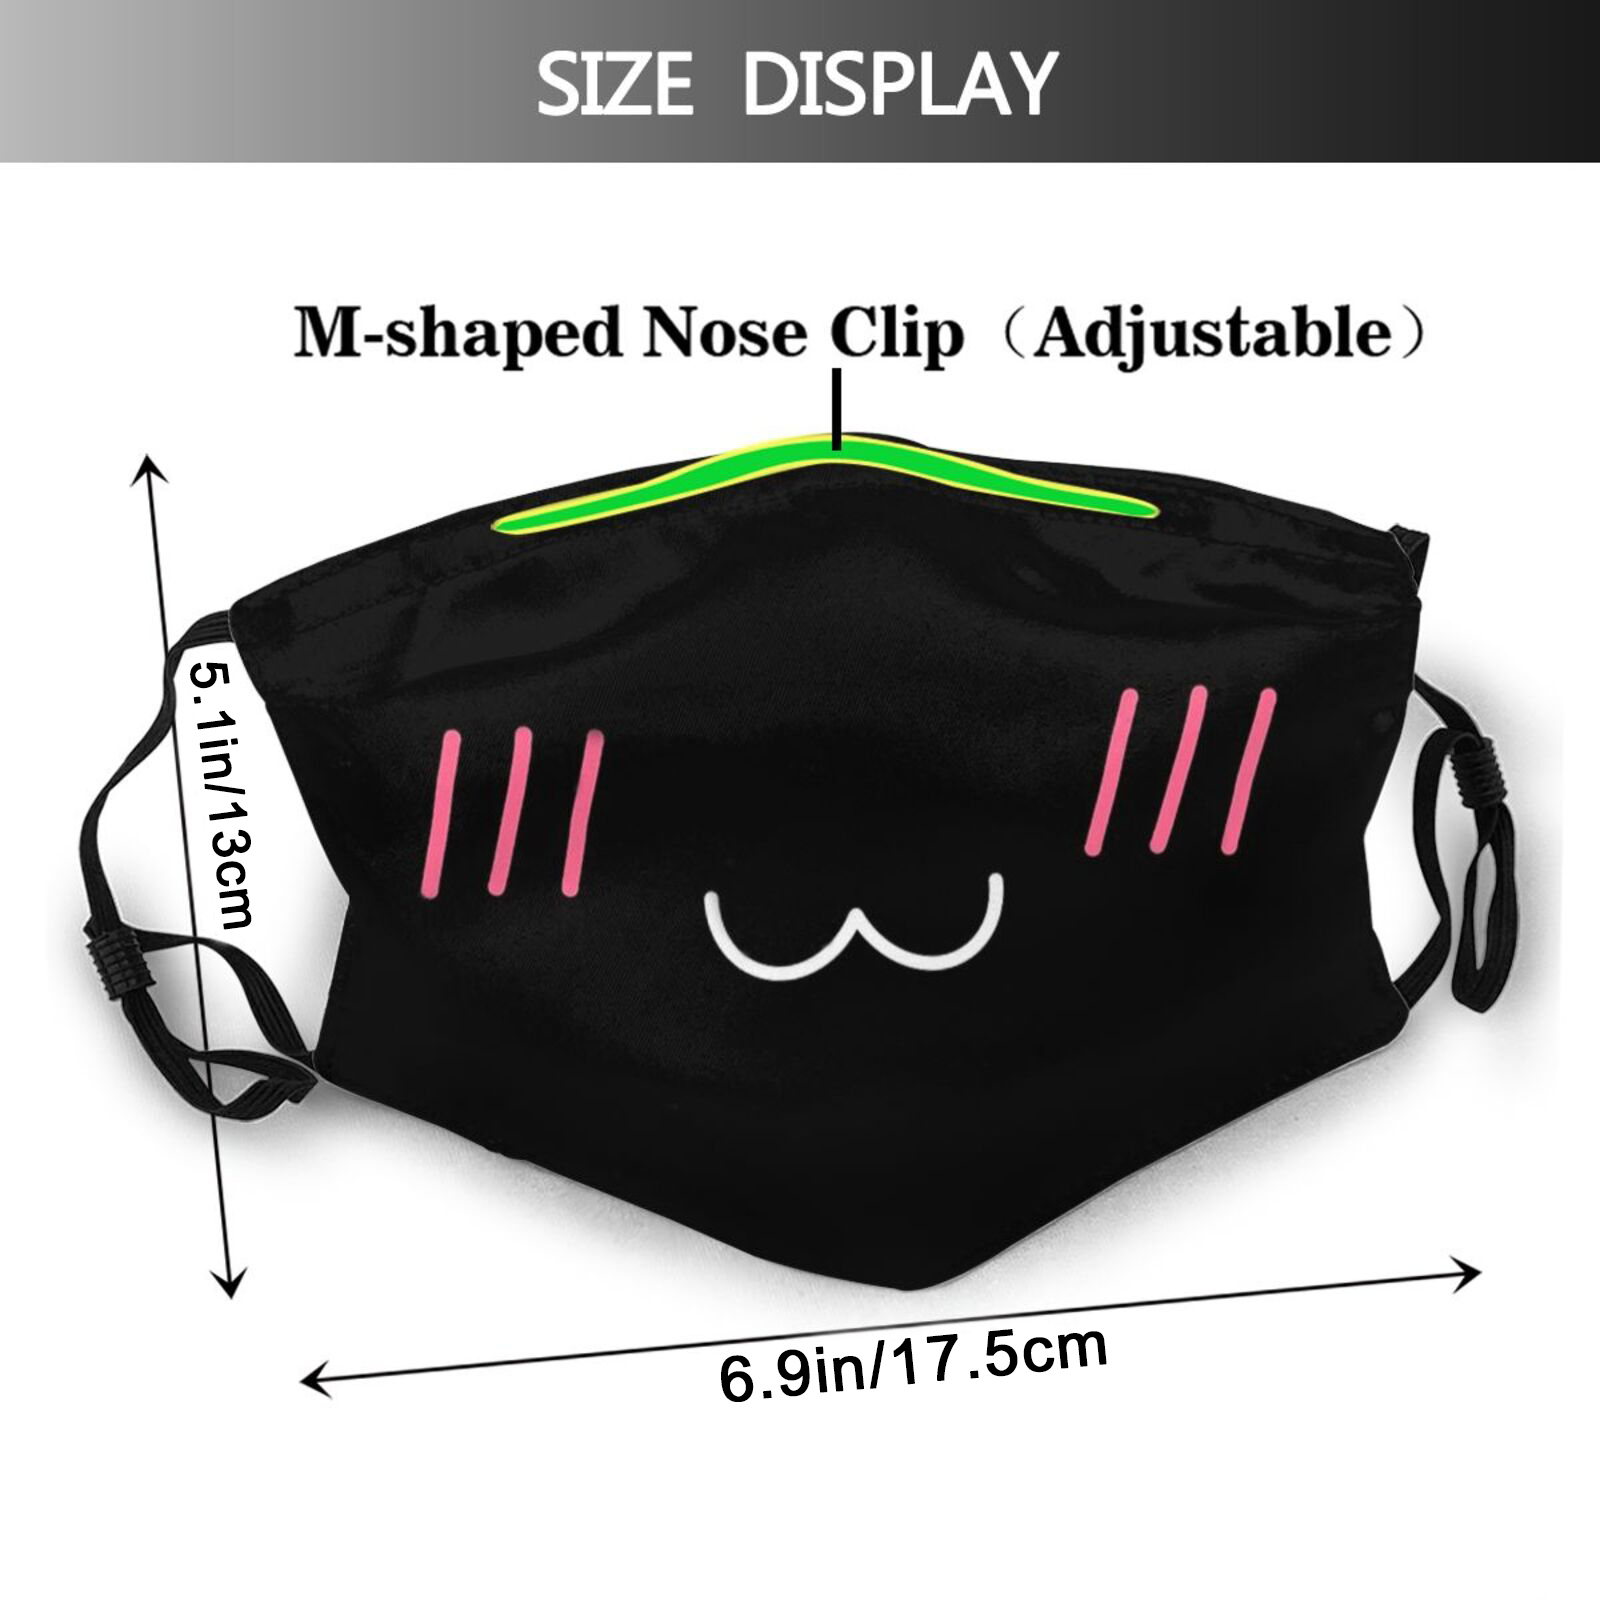 SIZE DISPLAY
M-shaped Nose Clip（Adjustable）
5.1in/13cm
6.9in/17.5cm